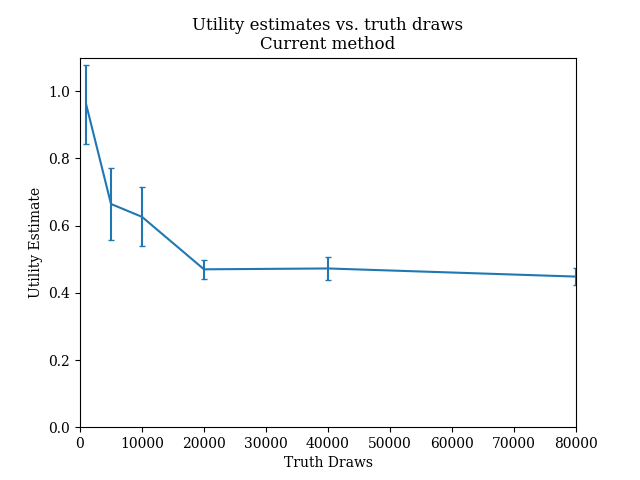 Utility estimates vs. truth draws
Current method
1.0
0.8
0.6
0.4
0.2
0.0
Utility Estimate
0 10000 20000 30000 40000 50000 60000 70000 80000
Truth Draws